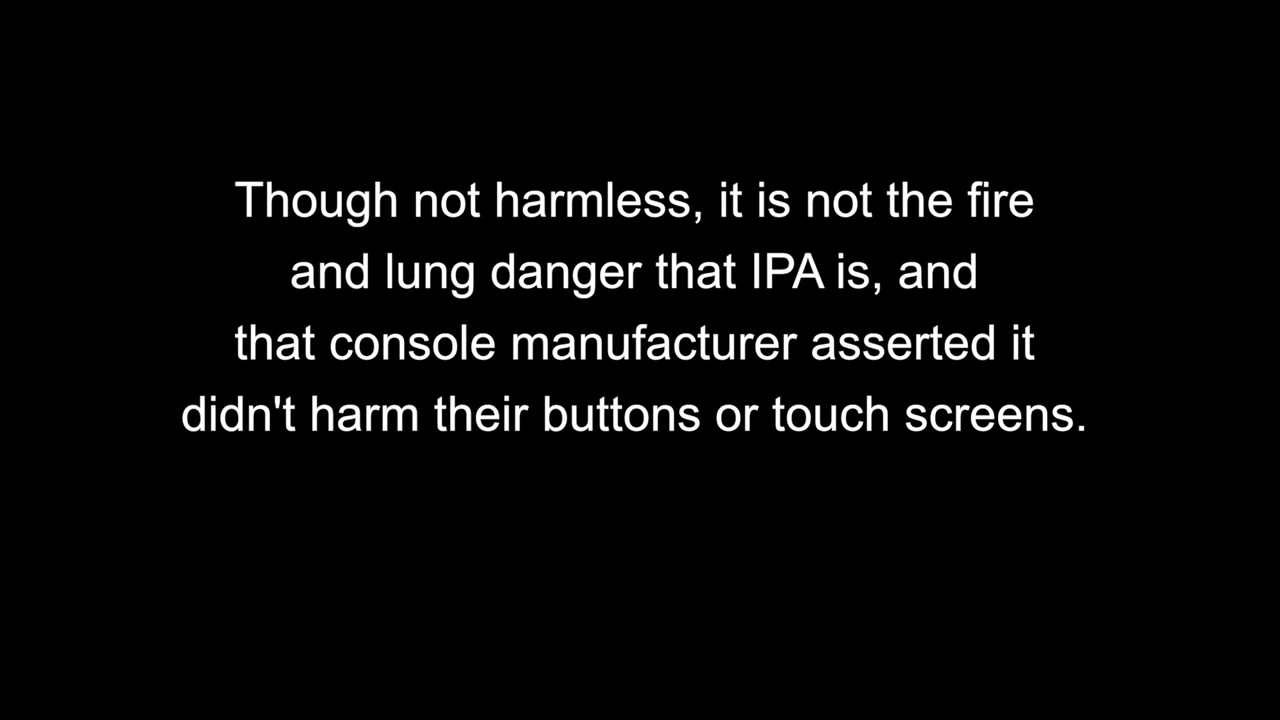 Though not harmless, it is not the fire
and lung danger that IPA is, and
that console manufacturer asserted it
didn't harm their buttons or touch screens.